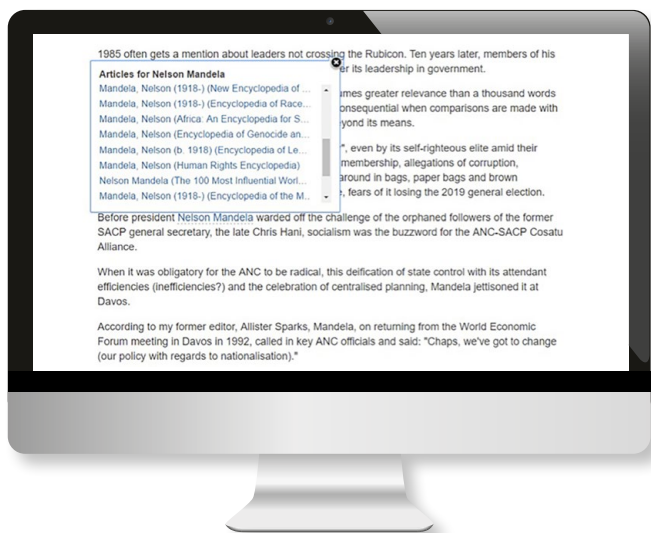 1985 often gets a mention about leaders not crossing the Rubicon. Ten years later, members of his
er its leadership in government.
Articles for Nelson Mandela
Mandela, Nelson (1918-) (New Encyclopedia of ...
Mandela, Nelson (1918-) (Encyclopedia of Race...
Mandela, Nelson (Africa: An Encyclopedia for S...
Mandela, Nelson (Encyclopedia of Genocide an...
Mandela, Nelson (b. 1918) (Encyclopedia of Le...
Mandela, Nelson (Human Rights Encyclopedia)
Nelson Mandela (The 100 Most Influential Worl...
Mandela, Nelson (1918-) (Encyclopedia of the M..
umes greater relevance than a thousand words
onsequential when comparisons are made with
eyond its means.
", even by its self-righteous elite amid their
membership, allegations of corruption,
around in bags, paper bags and brown
, fears of it losing the 2019 general election.
Before president Nelson Mandela warded off the challenge of the orphaned followers of the former
SACP general secretary, the late Chris Hani, socialism was the buzzword for the ANC-SACP Cosatu
Alliance.
When it was obligatory for the ANC to be radical, this deification of state control with its attendant
efficiencies (inefficiencies?) and the celebration of centralised planning, Mandela jettisoned it at
Davos.
According to my former editor, Allister Sparks, Mandela, on returning from the World Economic
Forum meeting in Davos in 1992, called in key ANC officials and said: "Chaps, we've got to change
(our policy with regards to nationalisation)."